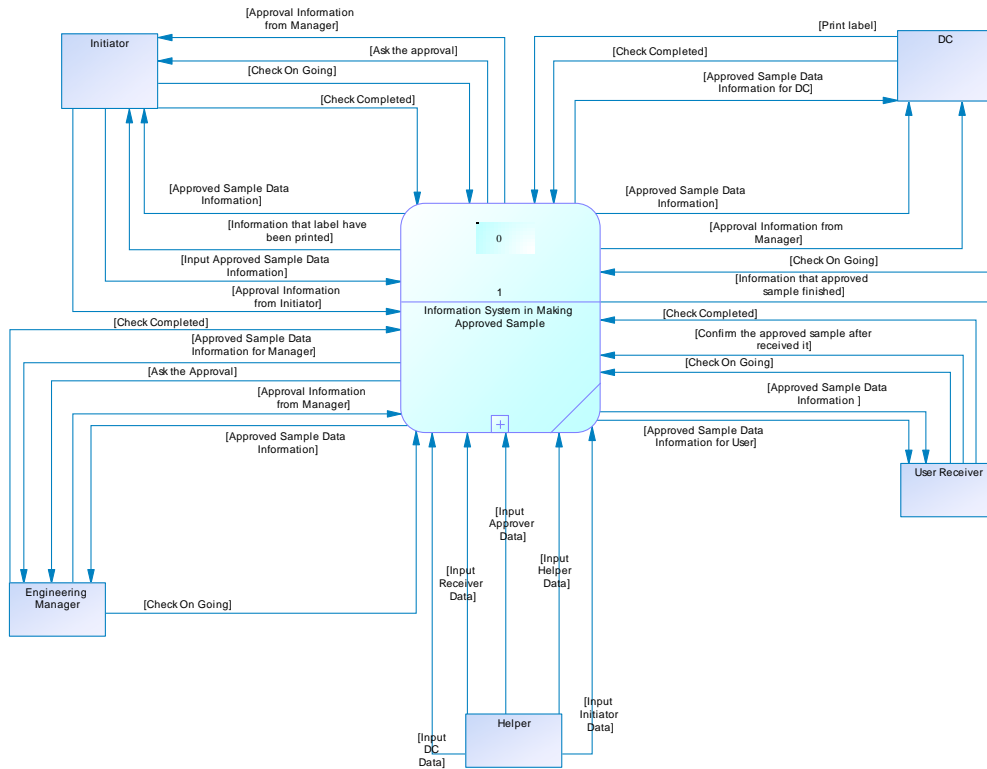 [Approval Information
from Manager]
[Print label]
Initiator
DC
[Ask the approval]
[Check Completed]
[Check On Going]
[Approved Sample Data
Information for DC]
[Check Completed]
[Approved Sample Data
Information]
[Approved Sample Data
Information]
[Information that label have
been printed]
[Approval Information from
Manager]
0
[Input Approved Sample Data
Information]
[Check On Going]
[Information that approved
sample finished]
[Approval Information
from Initiator]
1
Information System in Making
Approved Sample
[Check Completed]
[Check Completed]
[Approved Sample Data
Information for Manager]
[Confirm the approved sample after
received it]
[Ask the Approval]
[Check On Going]
[Approval Information
from Manager]
[Approved Sample Data
Information ]
+
[Approved Sample Data
Information]
[Approved Sample Data
Information for User]
User Receiver
[Input
Approver
Data]
[Input
Receiver
Data]
[Input
Helper
Data]
Engineering
Manager
[Check On Going]
[Input
Initiator
Data]
Helper
[Input
DC
Data]